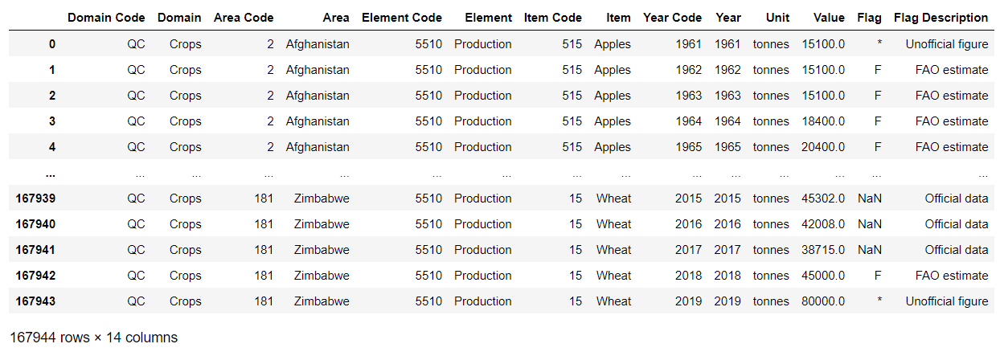 Domain Code Domain Area Code Area Element Code Element Item Code Item Year Code Year Unit Value Flag Flag Description
0 QC Crops 2 Afghanistan 5510 Production 515 Apples 1961 1961 tonnes 15100.0 * Unofficial figure
1 QC Crops 2 Afghanistan 5510 Production 515 Apples 1962 1962 tonnes 15100.0 F FAO estimate
2 QC Crops 2 Afghanistan 5510 Production 515 Apples 1963 1963 tonnes 15100.0 F FAO estimate
3 QC Crops 2 Afghanistan 5510 Production 515 Apples 1964 1964 tonnes 18400.0 F FAO estimate
4 QC Crops 2 Afghanistan 5510 Production 515 Apples 1965 1965 tonnes 20400.0 F FAO estimate
... ... ... ... ... ... ... ... ... ... ... ... ... ... ...
167939 QC Crops 181 Zimbabwe 5510 Production 15 Wheat 2015 2015 tonnes 45302.0 NaN Official data
167940 QC Crops 181 Zimbabwe 5510 Production 15 Wheat 2016 2016 tonnes 42008.0 NaN Official data
167941 QC Crops 181 Zimbabwe 5510 Production 15 Wheat 2017 2017 tonnes 38715.0 NaN Official data
167942 QC Crops 181 Zimbabwe 5510 Production 15 Wheat 2018 2018 tonnes 45000.0 F FAO estimate
167943 QC Crops 181 Zimbabwe 5510 Production 15 Wheat 2019 2019 tonnes 80000.0 * Unofficial figure
167944 rows × 14 columns